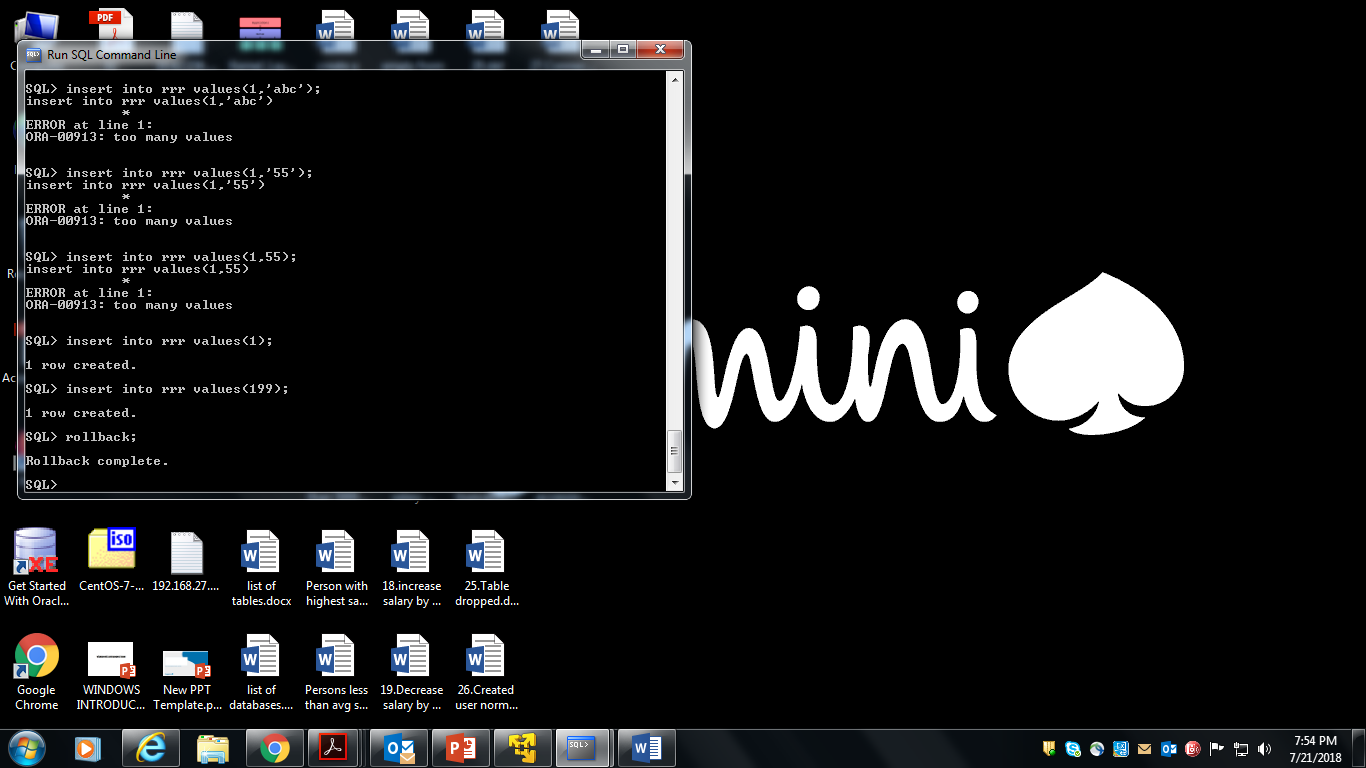 PDF
Run SQL Command Line
SQL> insert into rrr values(1,'abc');
insert into rrr values(1,'abc')
*
ERROR at line 1:
ORA-00913: too many values
SQL> insert into rrr values(1,'55');
insert into rrr values(1,'55')
*
ERROR at line 1:
ORA-00913: too many values
SQL> insert into rrr values(1,55);
insert into rrr values(1,55)
*
ERROR at line 1:
ORA-00913: too many values
SQL> insert into rrr values(1);
1 row created.
SQL> insert into rrr values(199);
1 row created.
SQL> rollback;
Rollback complete.
SQL>
XE
iso
Get Started
With Oracl...
CentOS-7-...
192.168.27....
list of
tables.docx
Person with
highest sa...
18.increase
salary by ...
25.Table
dropped.d...
Google
Chrome
WINDOWS
INTRODUC...
New PPT
Template.p...
list of
databases....
Persons less
than avg s...
19.Decrease
salary by ...
26.Created
user norm...
7:54 PM
7/21/2018